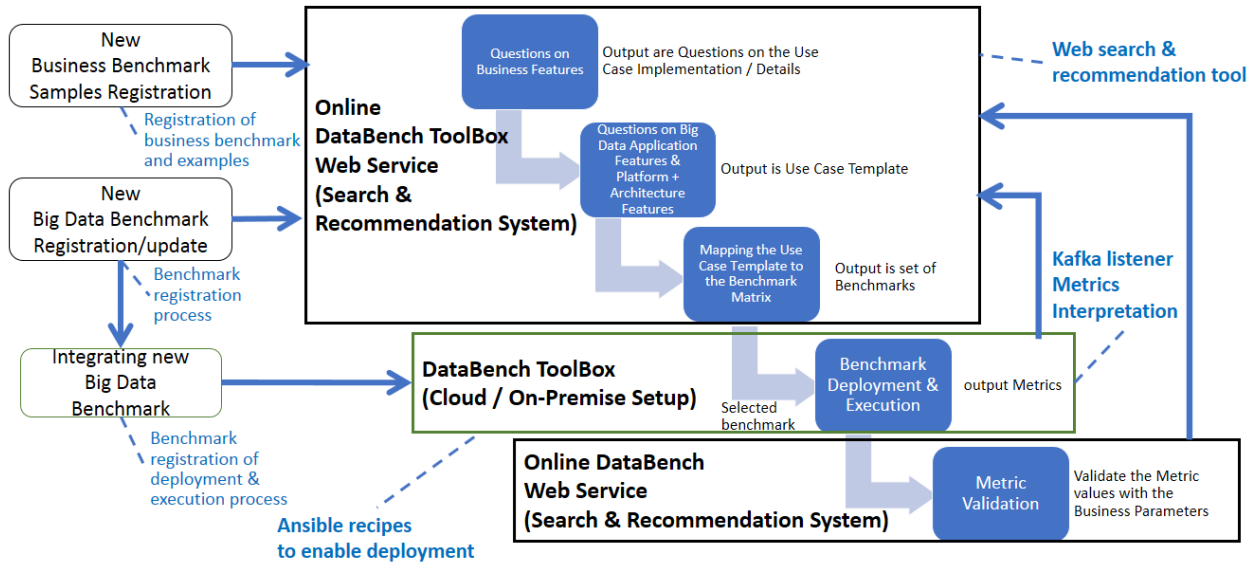 New
Business Benchmark
Samples Registration
Registration of
business benchmark
and examples
New
Big Data Benchmark
Registration/update
Benchmark
registration
process
Integrating new
Big Data
Benchmark
Benchmark
registration of
deployment &
execution process
Online
DataBench ToolBox
Web Service
(Search &
Recommendation System)
Questions on
Business Features
Output are Questions on the Use
Case Implementation / Details
Questions on Big
Data Application
Features &
Platform +
Architecture
Features
Output is Use Case Template
Mapping the Use
Case Template to
the Benchmark
Matrix
Output is set of
Benchmarks
Web search &
recommendation tool
Kafka listener
Metrics
Interpretation
DataBench ToolBox
(Cloud / On-Premise Setup)
Selected
benchmark
Benchmark
Deployment &
Execution
output Metrics
Ansible recipes
to enable deployment
Online DataBench
Web Service
(Search & Recommendation System)
Metric
Validation
Validate the Metric
values with the
Business Parameters